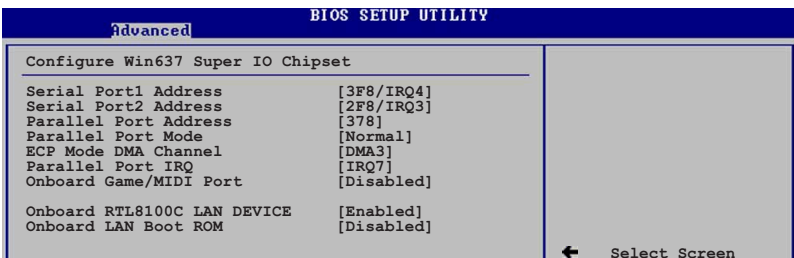 BIOS SETUP UTILITY
Advanced
Configure Win637 Super IO Chipset
Serial Port1 Address [3F8/IRQ4]
Serial Port2 Address [2F8/IRQ3]
Parallel Port Address [378]
Parallel Port Mode [Normal]
ECP Mode DMA Channel [DMA3]
Parallel Port IRQ [IRQ7]
Onboard Game/MIDI Port [Disabled]
Onboard RTL8100C LAN DEVICE [Enabled]
Onboard LAN Boot ROM [Disabled]
← Select Screen